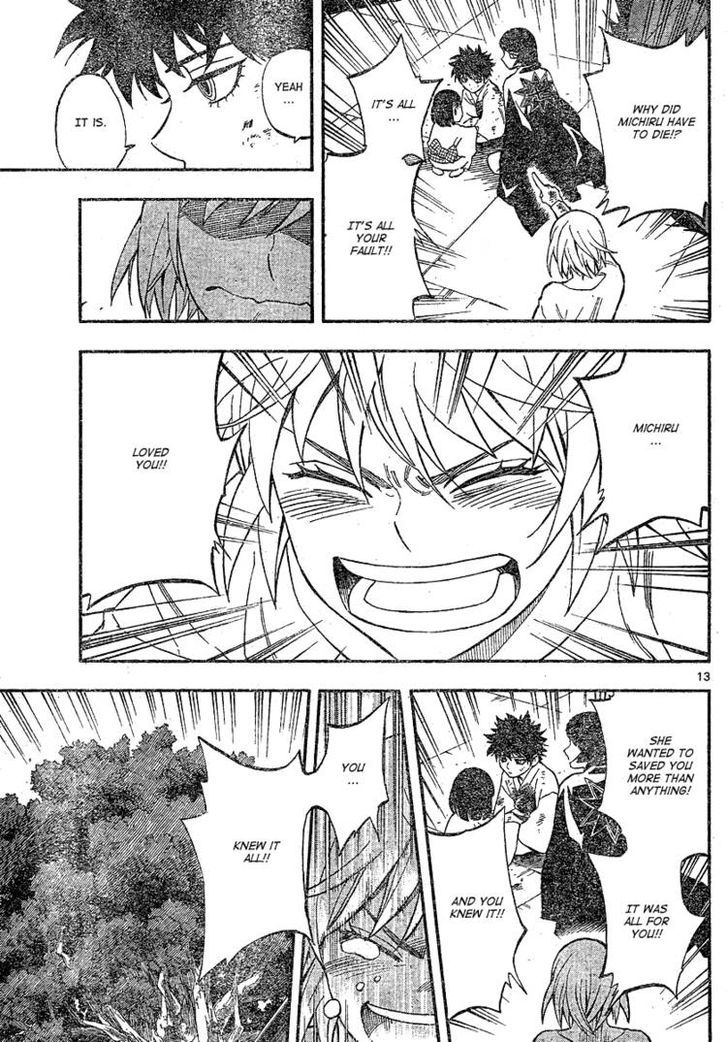 WHY DID
MICHIRU HAVE
TO DIE!?
IT'S ALL
...
IT'S ALL
YOUR
FAULT!!
YEAH
...
IT IS.
MICHIRU
...
LOVED
YOU!!
13
SHE
WANTED TO
SAVED YOU
MORE THAN
ANYTHING!
IT WAS
ALL FOR
YOU!!
AND YOU
KNEW IT!!
YOU
...
KNEW IT
ALL!!